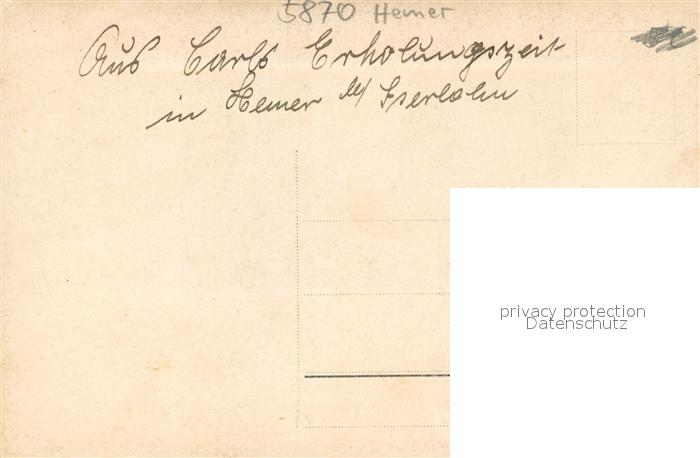 5870 Hemer
Aus Carls Erholungszeit
in Hemer b/ Iserlohn
privacy protection
Datenschutz